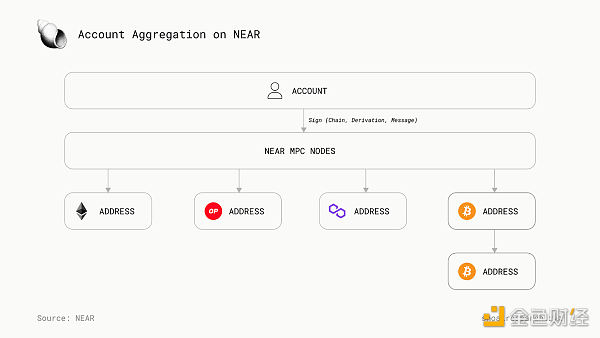 Account Aggregation on NEAR
ACCOUNT
Sign (Chain, Derivation, Message)
NEAR MPC NODES
ADDRESS
OP ADDRESS
ADDRESS
ADDRESS
ADDRESS
Source: NEAR
金色财经